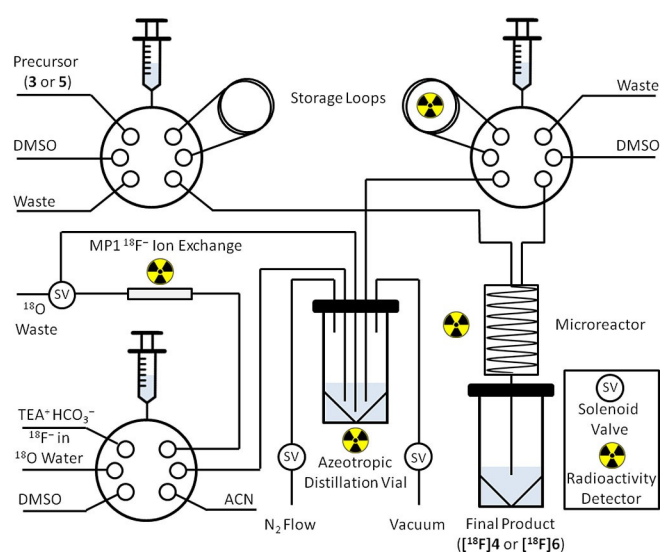 Precursor
(3 or 5)
DMSO
Waste
Storage Loops
Waste
DMSO
MP1 ¹⁸F⁻ Ion Exchange
SV
¹⁸O
Waste
Microreactor
TEA⁺HCO₃⁻
¹⁸F⁻ in
¹⁸O Water
DMSO
ACN
SV
N₂ Flow
Azeotropic
Distillation Vial
SV
Vacuum
Final Product
([¹⁸F]4 or [¹⁸F]6)
SV
Solenoid
Valve
Radioactivity
Detector